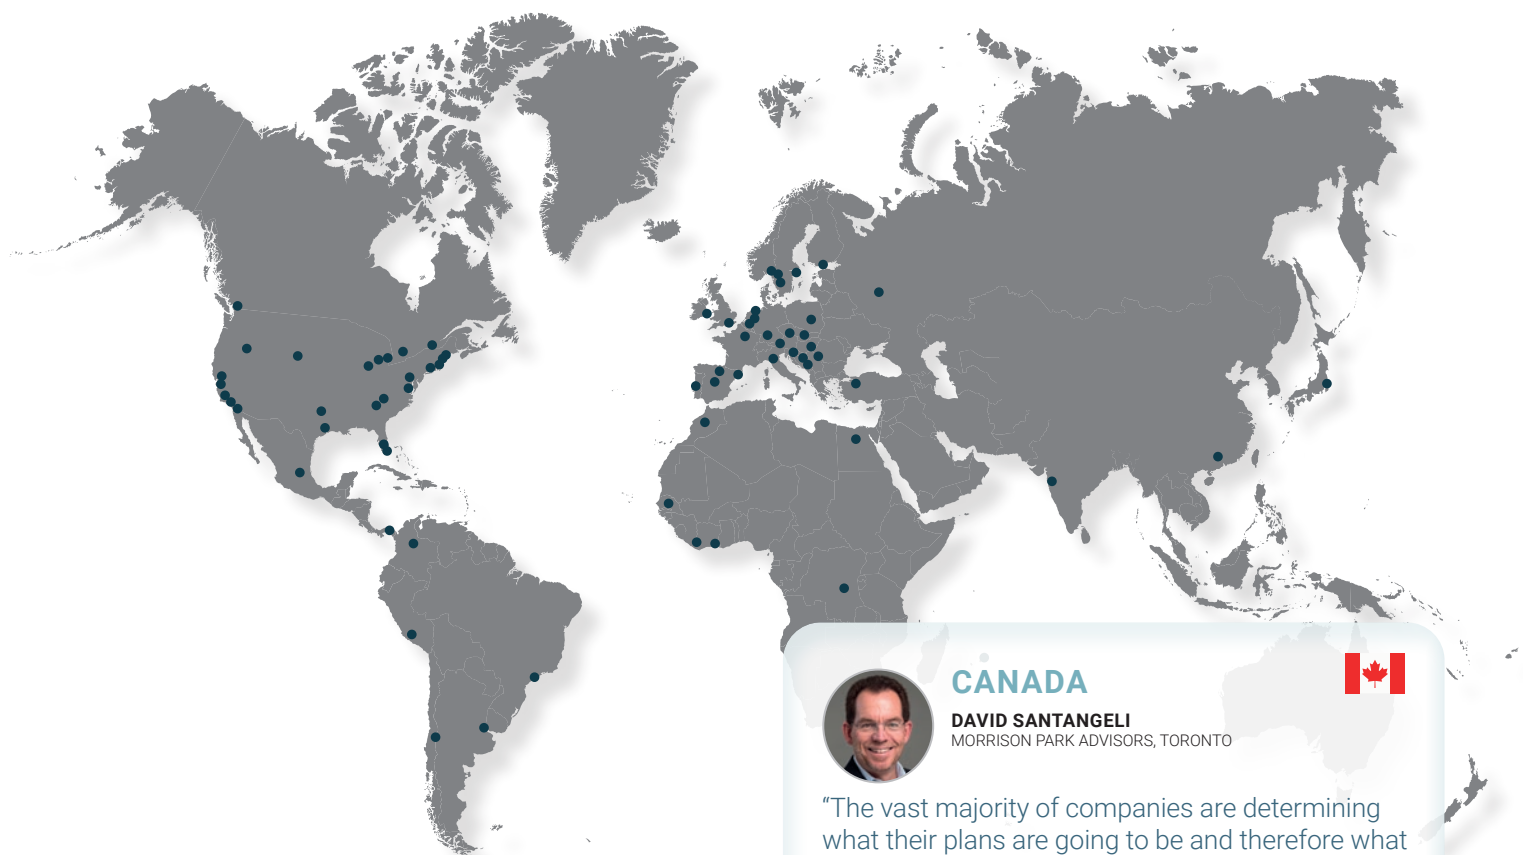 CANADA
DAVID SANTANGELI
MORRISON PARK ADVISORS, TORONTO
“The vast majority of companies are determining
what their plans are going to be and therefore what